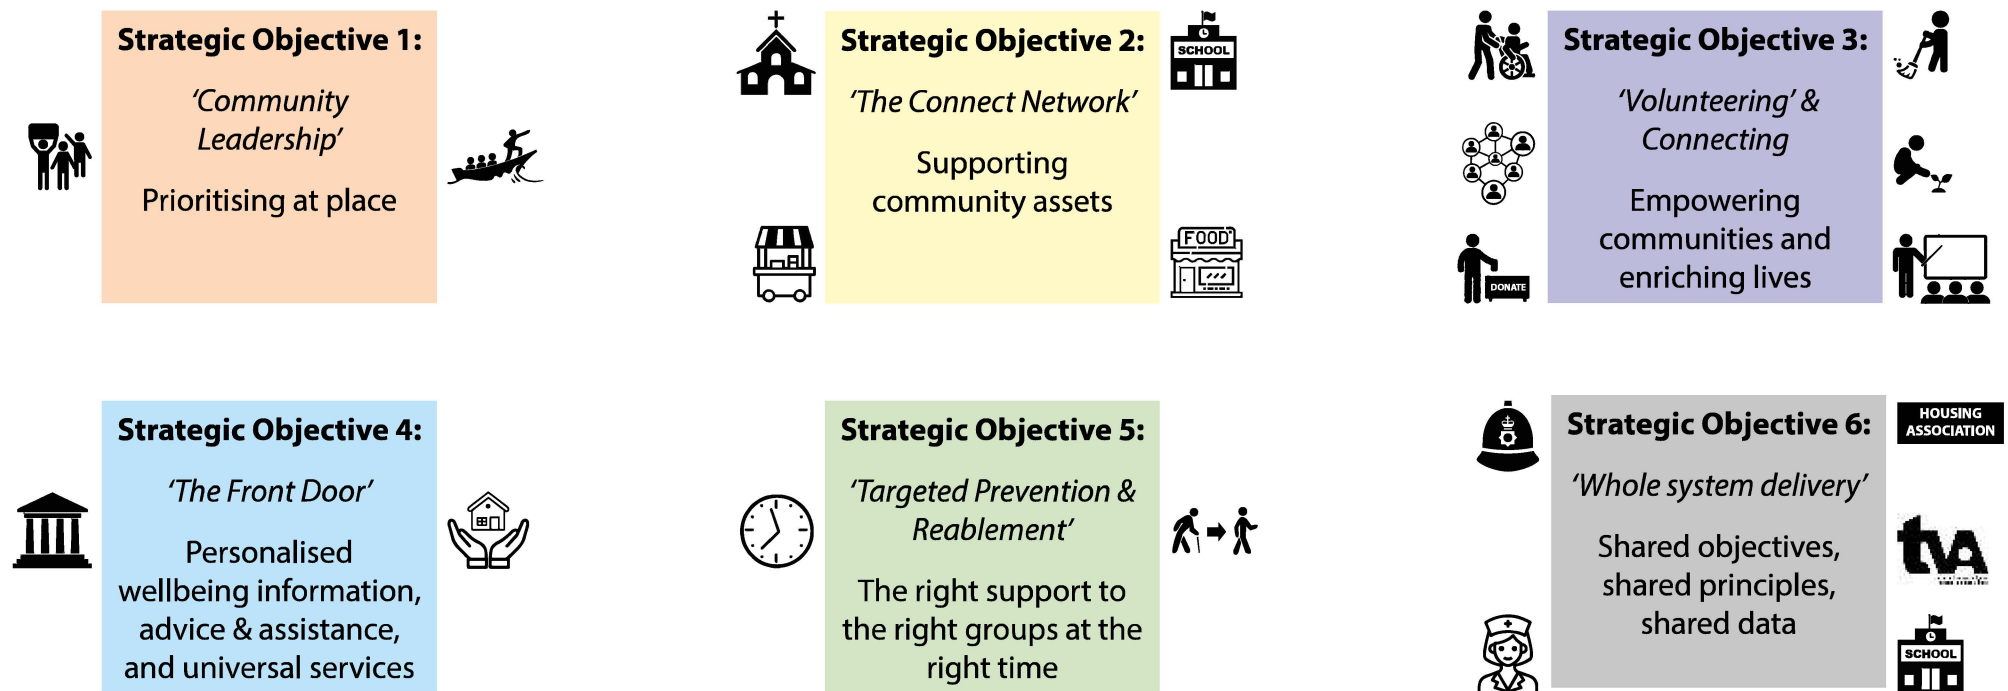 Strategic Objective 1:
‘Community
Leadership’
Prioritising at place
Strategic Objective 2:
‘The Connect Network’
Supporting
community assets
SCHOOL
FOOD
Strategic Objective 3:
‘Volunteering’ &
Connecting
Empowering
communities and
enriching lives
DONATE
Strategic Objective 4:
‘The Front Door’
Personalised
wellbeing information,
advice & assistance,
and universal services
Strategic Objective 5:
‘Targeted Prevention &
Reablement’
The right support to
the right groups at the
right time
Strategic Objective 6:
‘Whole system delivery’
Shared objectives,
shared principles,
shared data
HOUSING
ASSOCIATION
tva
SCHOOL